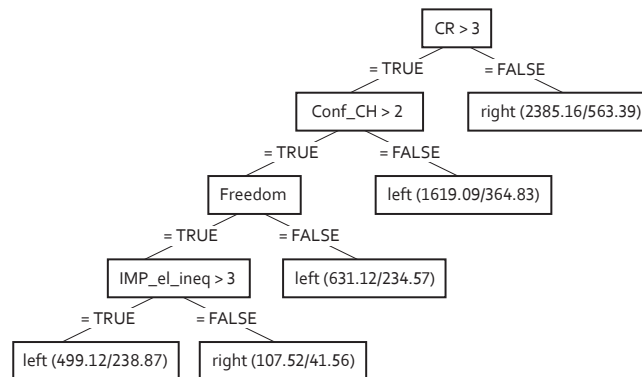 CR > 3
= TRUE
= FALSE
Conf_CH > 2
right (2385.16/563.39)
= TRUE
= FALSE
Freedom
left (1619.09/364.83)
= TRUE
= FALSE
IMP_el_ineq > 3
left (631.12/234.57)
= TRUE
= FALSE
left (499.12/238.87)
right (107.52/41.56)